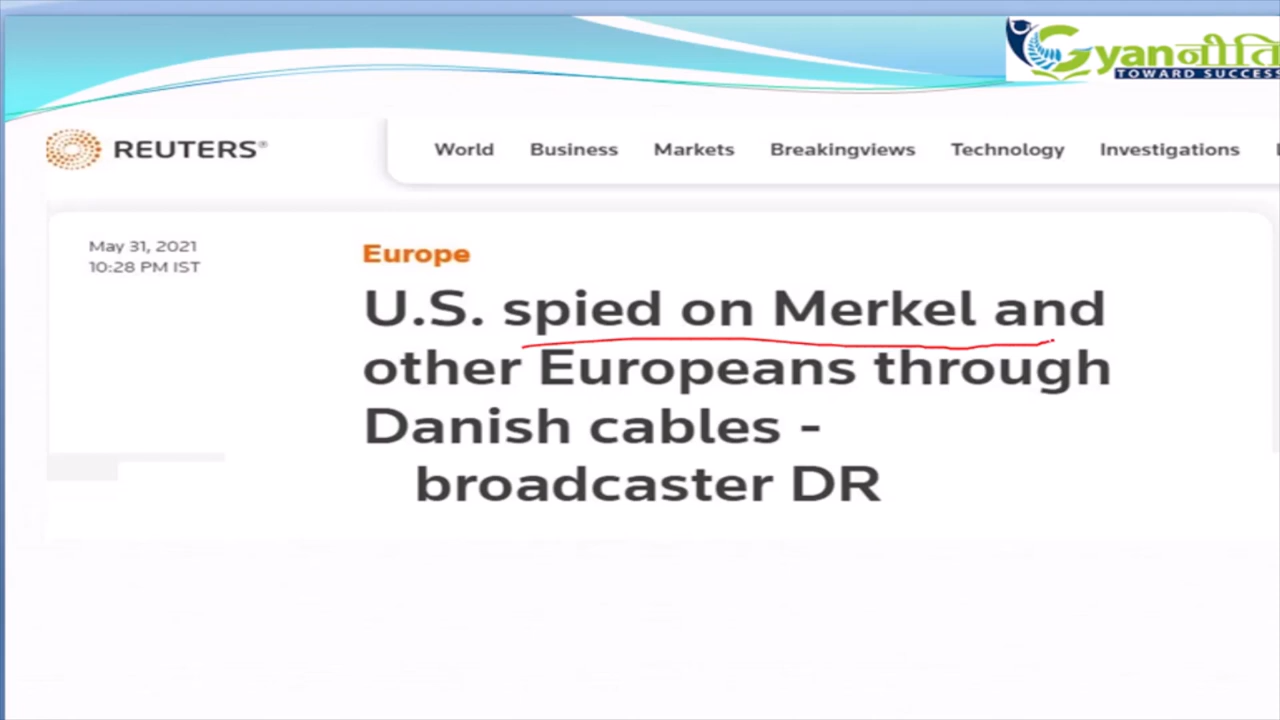 Gyanनीति
TOWARD SUCCESS
REUTERS®
World Business Markets Breakingviews Technology Investigations
May 31, 2021
10:28 PM IST
Europe
U.S. spied on Merkel and
other Europeans through
Danish cables -
broadcaster DR